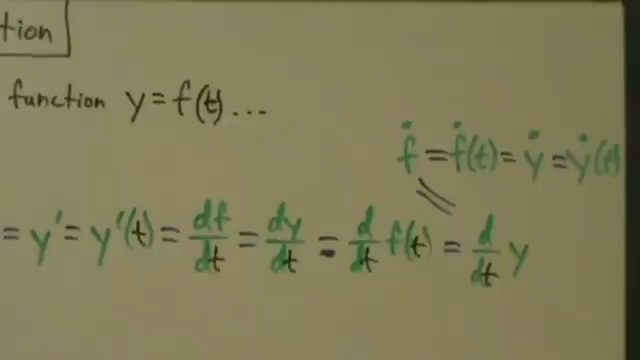 tion
function y = f(t) ...
ḟ = ḟ(t) = ẏ = ẏ(t)
= y' = y'(t) = df/dt = dy/dt = d/dt f(t) = d/dt y